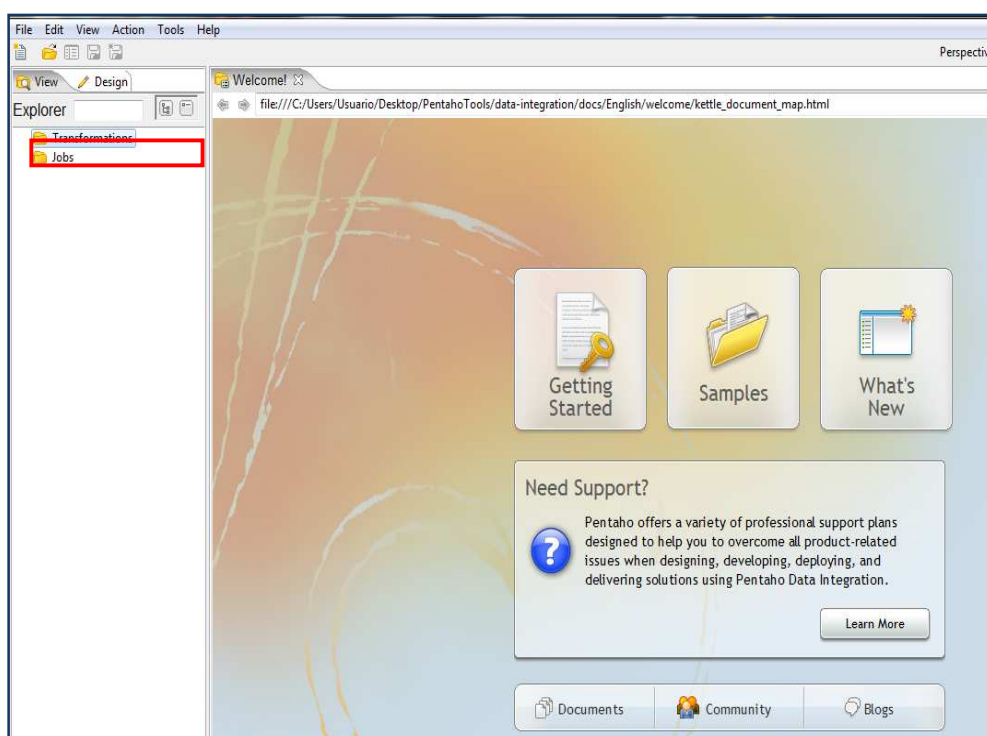 File Edit View Action Tools Help
Perspectiv
View Design
Explorer
Transformations
Jobs
Welcome!
file:///C:/Users/Usuario/Desktop/PentahoTools/data-integration/docs/English/welcome/kettle_document_map.html
Getting
Started
Samples
What's
New
Need Support?
Pentaho offers a variety of professional support plans
designed to help you to overcome all product-related
issues when designing, developing, deploying, and
delivering solutions using Pentaho Data Integration.
Learn More
Documents Community Blogs